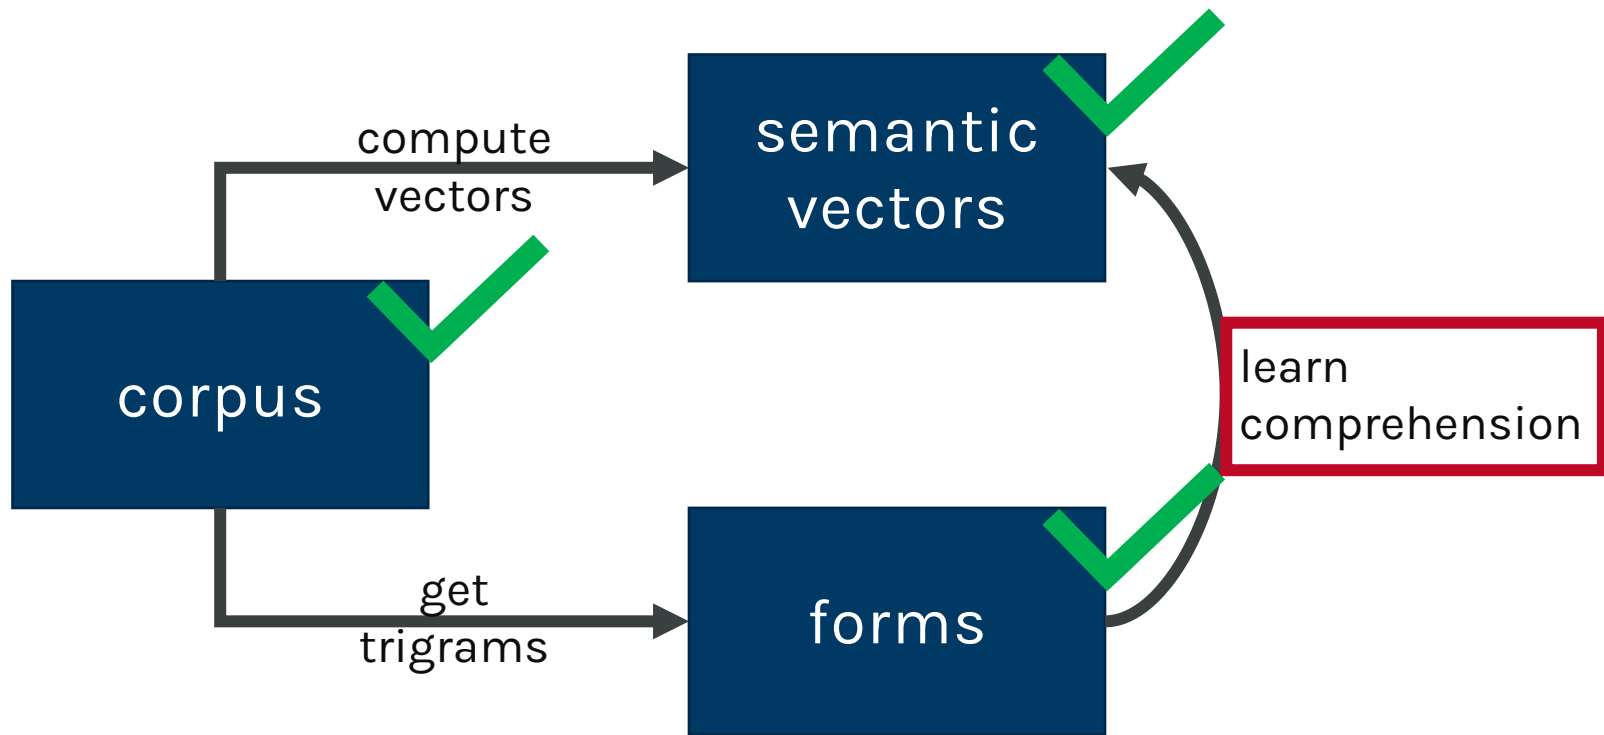 compute
vectors
semantic
vectors
corpus
learn
comprehension
get
trigrams
forms